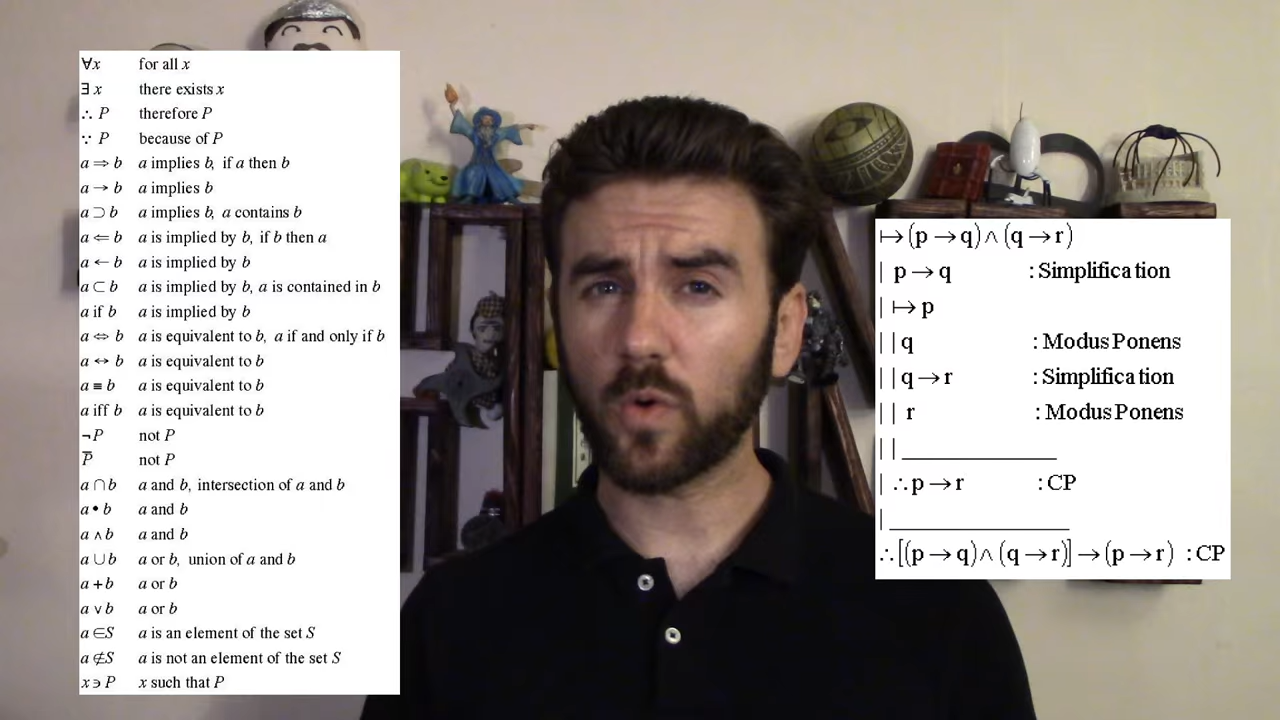 ∀x for all x
∃ x there exists x
∴ P therefore P
∵ P because of P
a ⇒ b a implies b, if a then b
a → b a implies b
a ⊃ b a implies b, a contains b
a ⇐ b a is implied by b, if b then a
a ← b a is implied by b
a ⊂ b a is implied by b, a is contained in b
a if b a is implied by b
a ⇔ b a is equivalent to b, a if and only if b
a ↔ b a is equivalent to b
a ≡ b a is equivalent to b
a iff b a is equivalent to b
¬P not P
P̅ not P
a ∩ b a and b, intersection of a and b
a • b a and b
a ∧ b a and b
a ∪ b a or b, union of a and b
a + b a or b
a ∨ b a or b
a ∈S a is an element of the set S
a ∉S a is not an element of the set S
x ∍ P x such that P
↦ (p → q) ∧ (q → r)
| p → q : Simplification
| ↦ p
| | q : Modus Ponens
| | q → r : Simplification
| | r : Modus Ponens
| | ______________
| ∴ p → r : CP
| ________________
∴ [(p → q) ∧ (q → r)] → (p → r) : CP